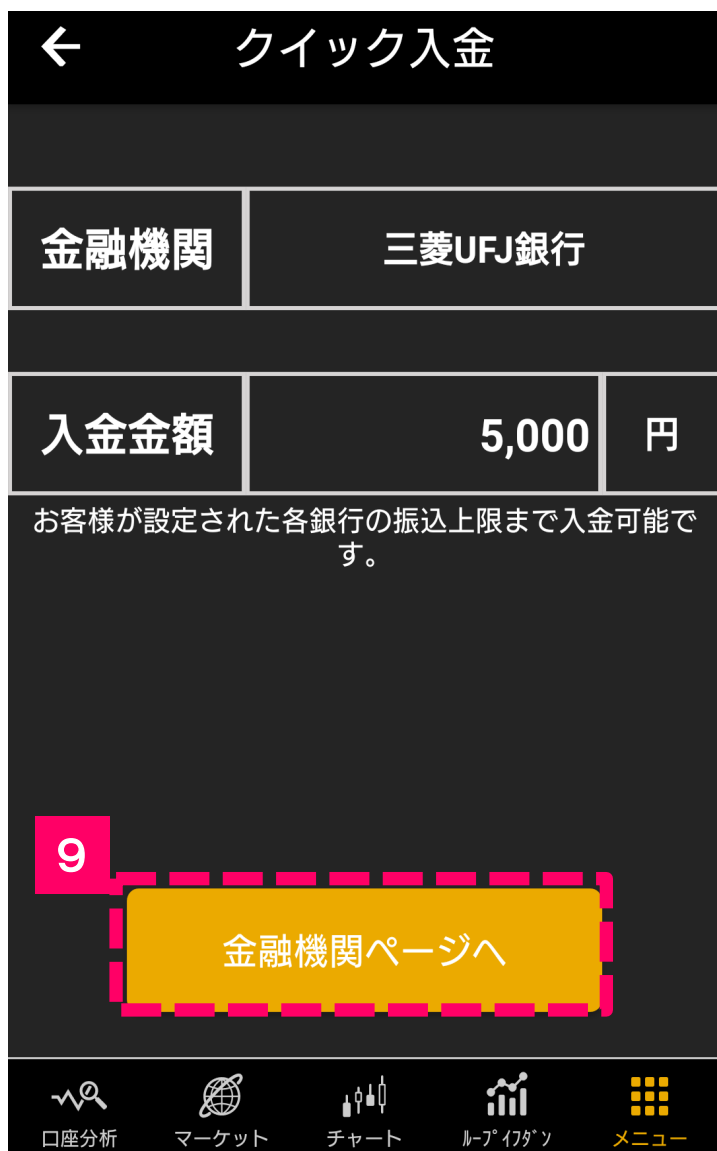 クイック入金
金融機関
三菱UFJ銀行
入金金額
5,000
円
お客様が設定された各銀行の振込上限まで入金可能で
す。
9
金融機関ページへ
口座分析
マーケット
チャート
ﾙｰﾌﾟｲﾌﾀﾞﾝ
メニュー